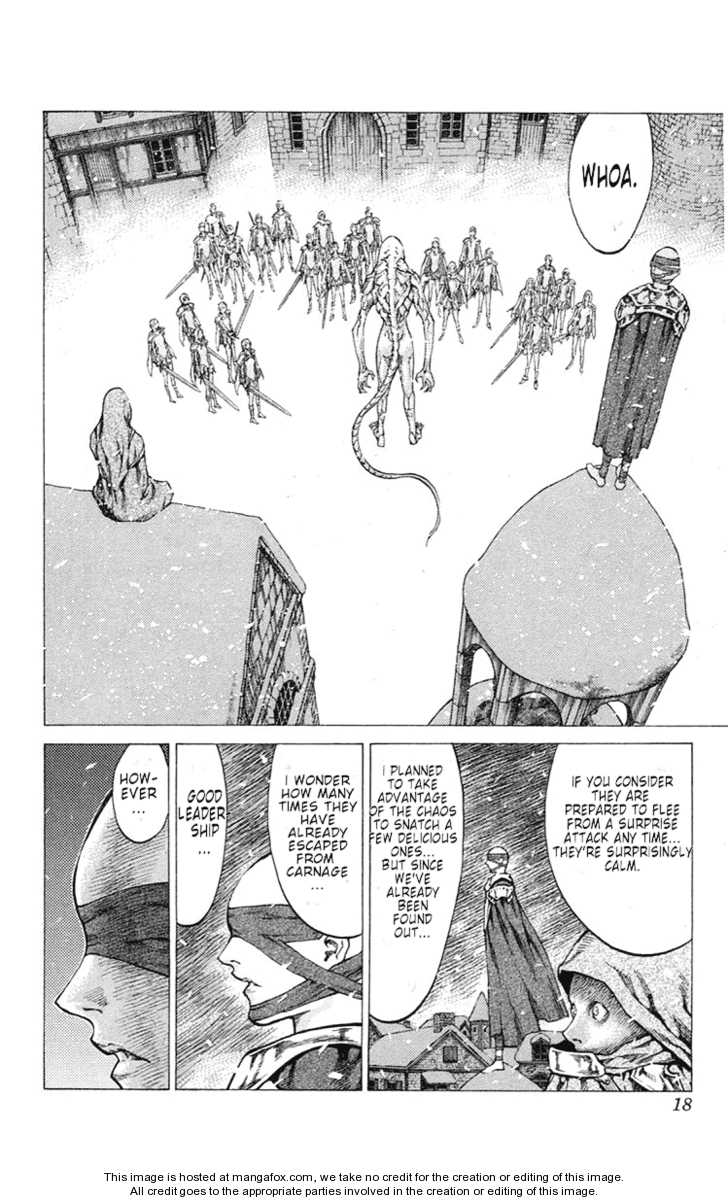 WHOA.
IF YOU CONSIDER
THEY ARE
PREPARED TO FLEE
FROM A SURPRISE
ATTACK ANY TIME...
THEY'RE SURPRISINGLY
CALM.
I PLANNED
TO TAKE
ADVANTAGE
OF THE CHAOS
TO SNATCH A
FEW DELICIOUS
ONES...
BUT SINCE
WE'VE
ALREADY
BEEN
FOUND
OUT...
I WONDER
HOW MANY
TIMES THEY
HAVE
ALREADY
ESCAPED
FROM
CARNAGE
...
GOOD
LEADER
SHIP
...
HOW-
EVER
...
18
This image is hosted at mangafox.com, we take no credit for the creation or editing of this image.
All credit goes to the appropriate parties involved in the creation or editing of this image.